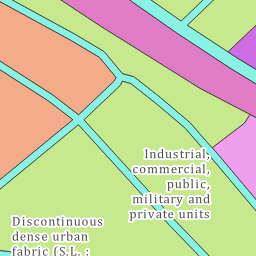 Industrial,
commercial,
public,
military and
private units
Discontinuous
dense urban
fabric (S.L. :